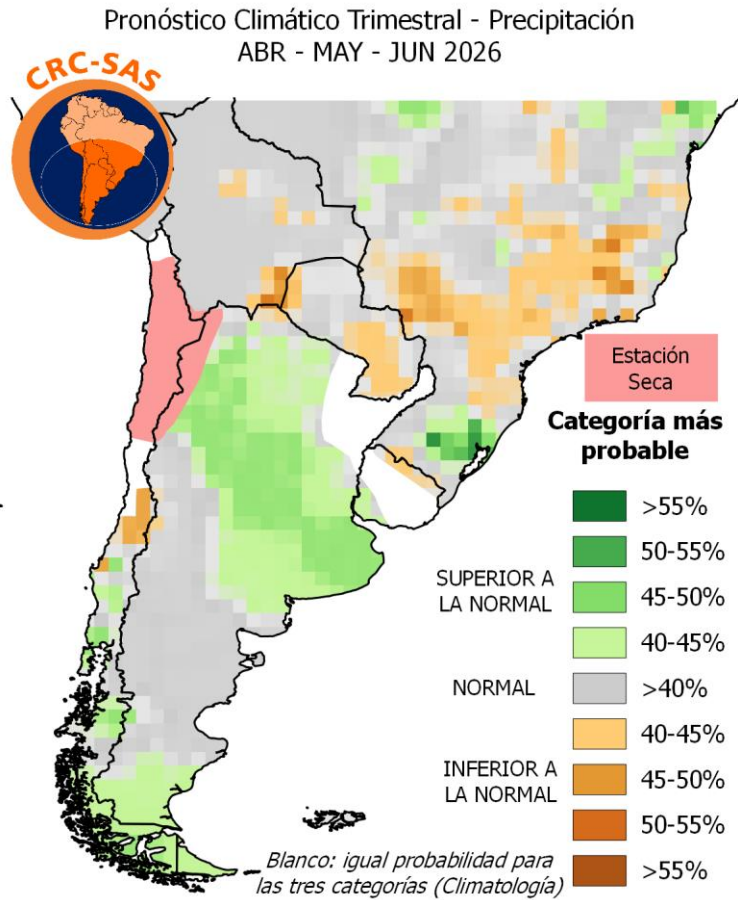 Pronóstico Climático Trimestral - Precipitación
ABR - MAY - JUN 2026
CRC-SAS
Estación
Seca
Categoría más
probable
>55%
50-55%
SUPERIOR A
LA NORMAL
45-50%
40-45%
NORMAL
>40%
40-45%
INFERIOR A
LA NORMAL
45-50%
50-55%
>55%
Blanco: igual probabilidad para
las tres categorías (Climatología)